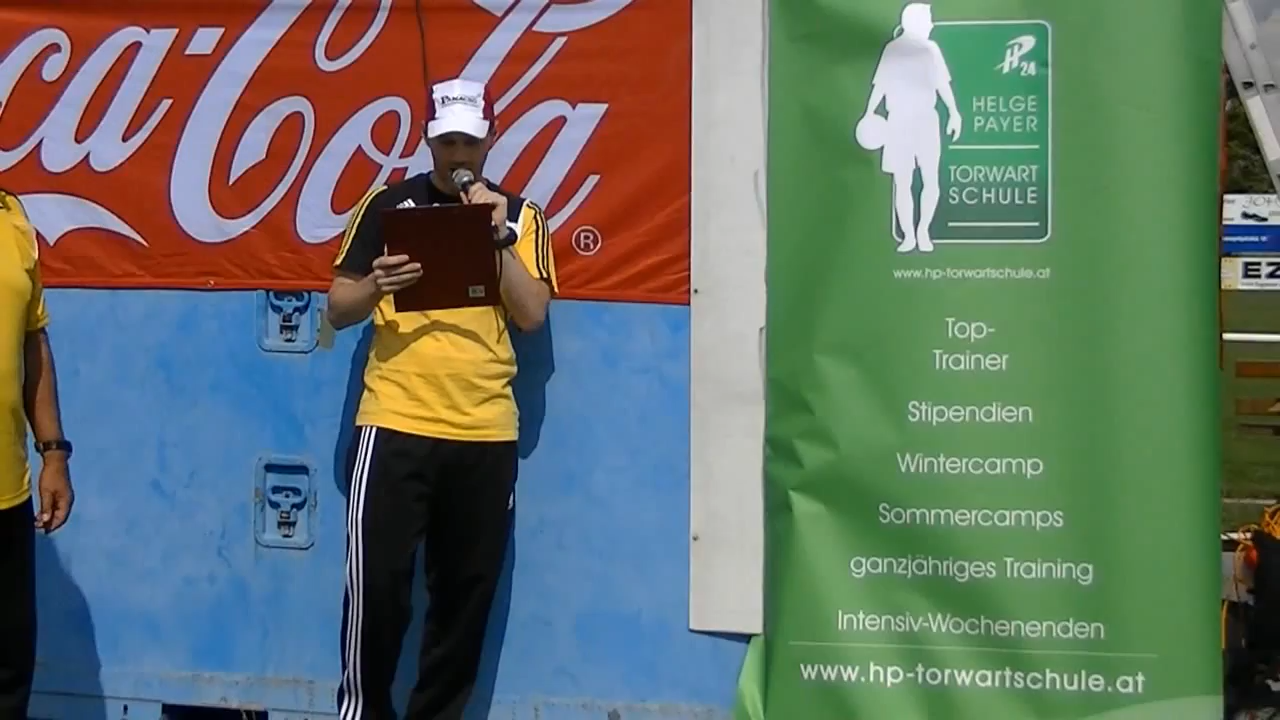 ca-Cola
®
HP
24
HELGE
PAYER
TORWART
SCHULE
www.hp-torwartschule.at
Top-
Trainer
Stipendien
Wintercamp
Sommercamps
ganzjähriges Training
Intensiv-Wochenenden
www.hp-torwartschule.at
EZ